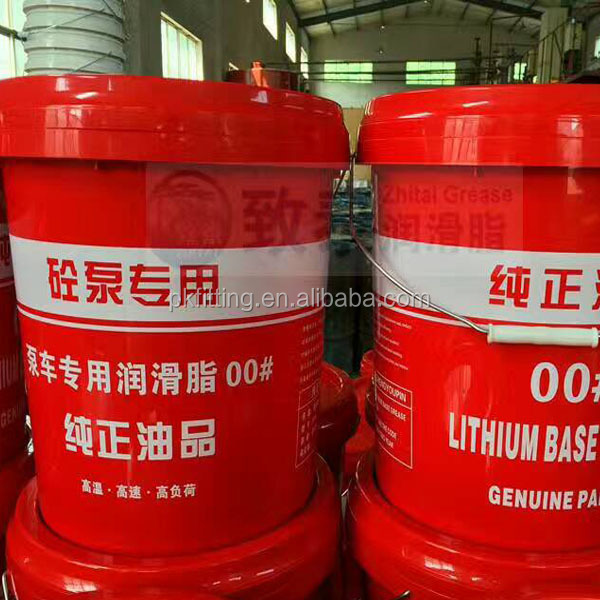 Zhitai Grease
致泰
润滑脂
砼泵专用
泵车专用润滑脂 00#
纯正油品
高温·高速·高负荷
纯正
00#
LITHIUM BASE
GENUINE
pkfitting.en.alibaba.com